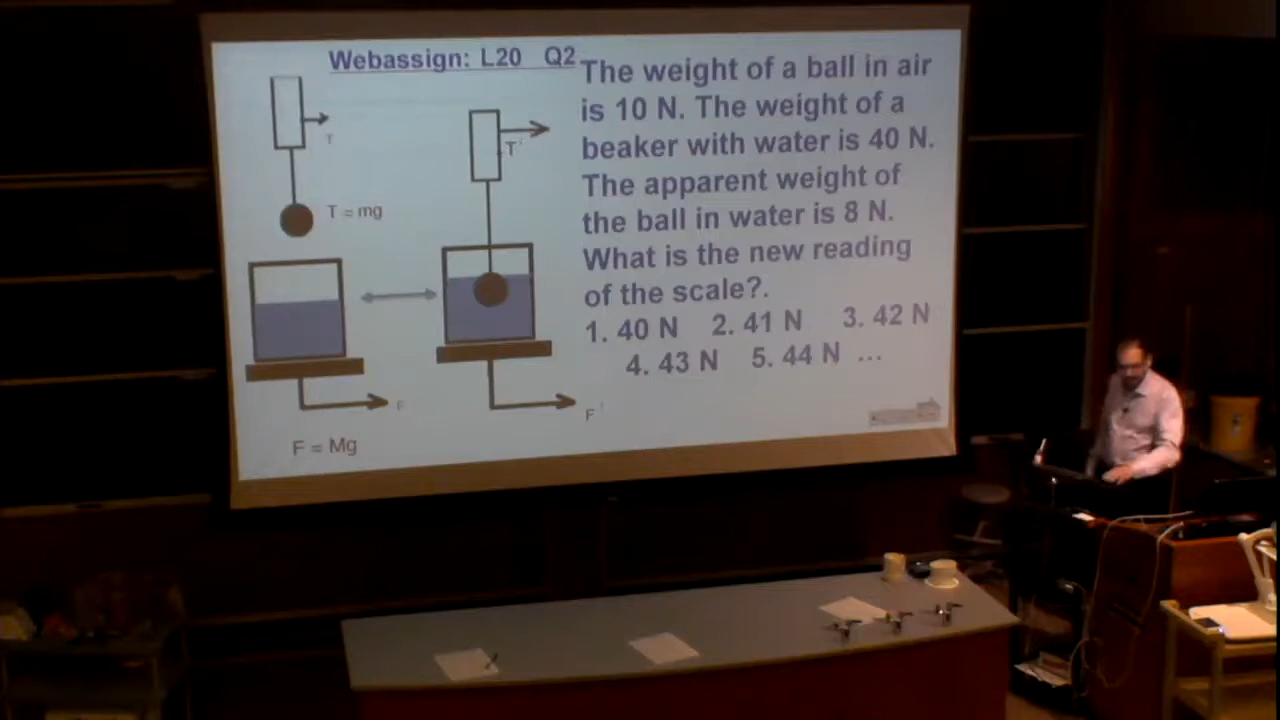 Webassign: L20 Q2
The weight of a ball in air
is 10 N. The weight of a
beaker with water is 40 N.
The apparent weight of
the ball in water is 8 N.
What is the new reading
of the scale?.
1. 40 N 2. 41 N 3. 42 N
4. 43 N 5. 44 N ...
T
T'
T = mg
F
F'
F = Mg